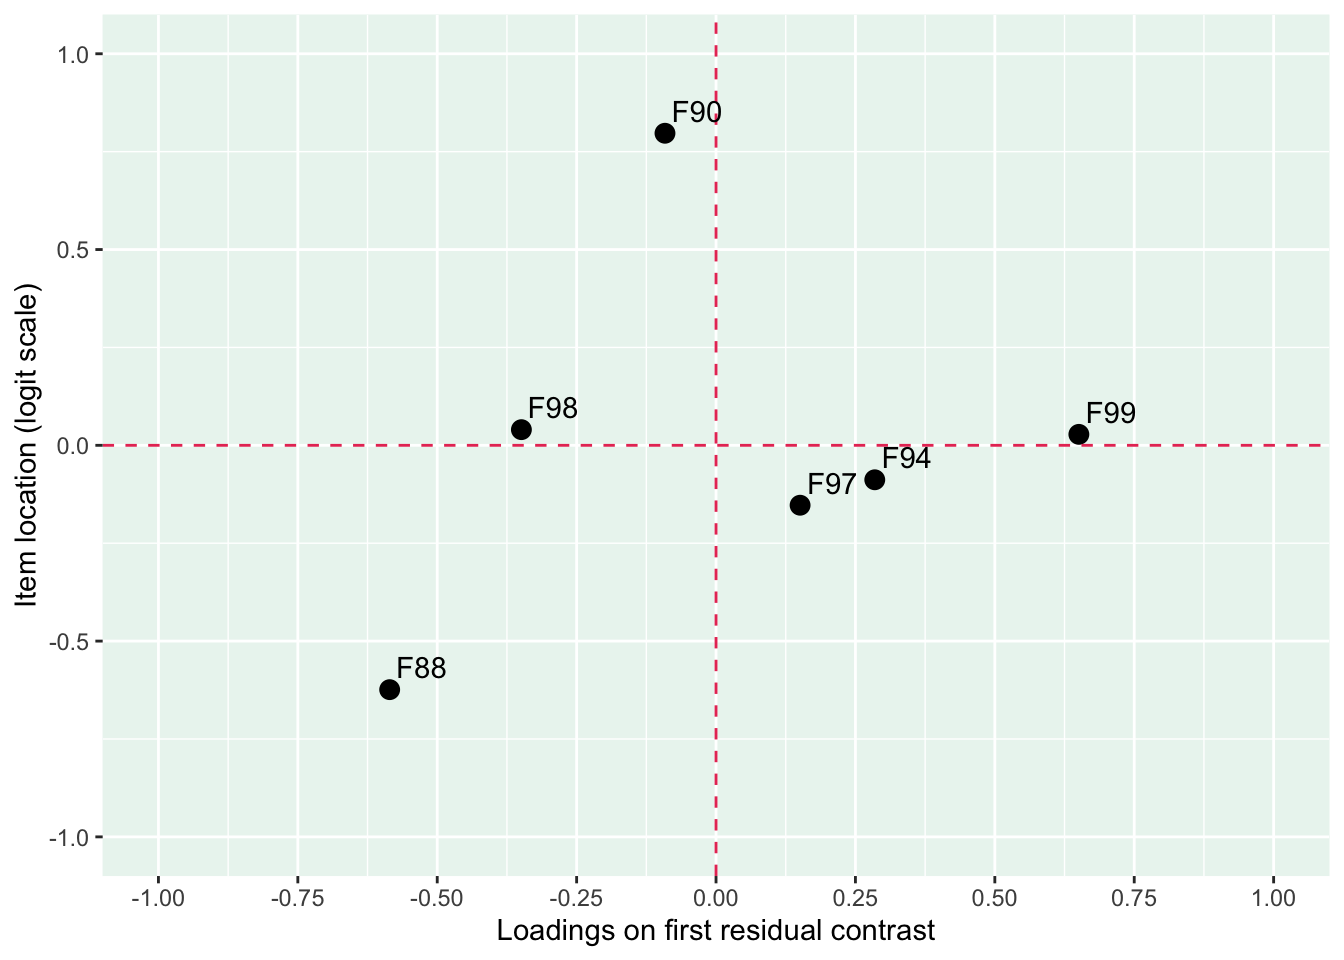 1.0
F90
0.5
F98
F99
0.0
F94
F97
-0.5
F88
-1.0
-1.00 -0.75 -0.50 -0.25 0.00 0.25 0.50 0.75 1.00
Loadings on first residual contrast
Item location (logit scale)